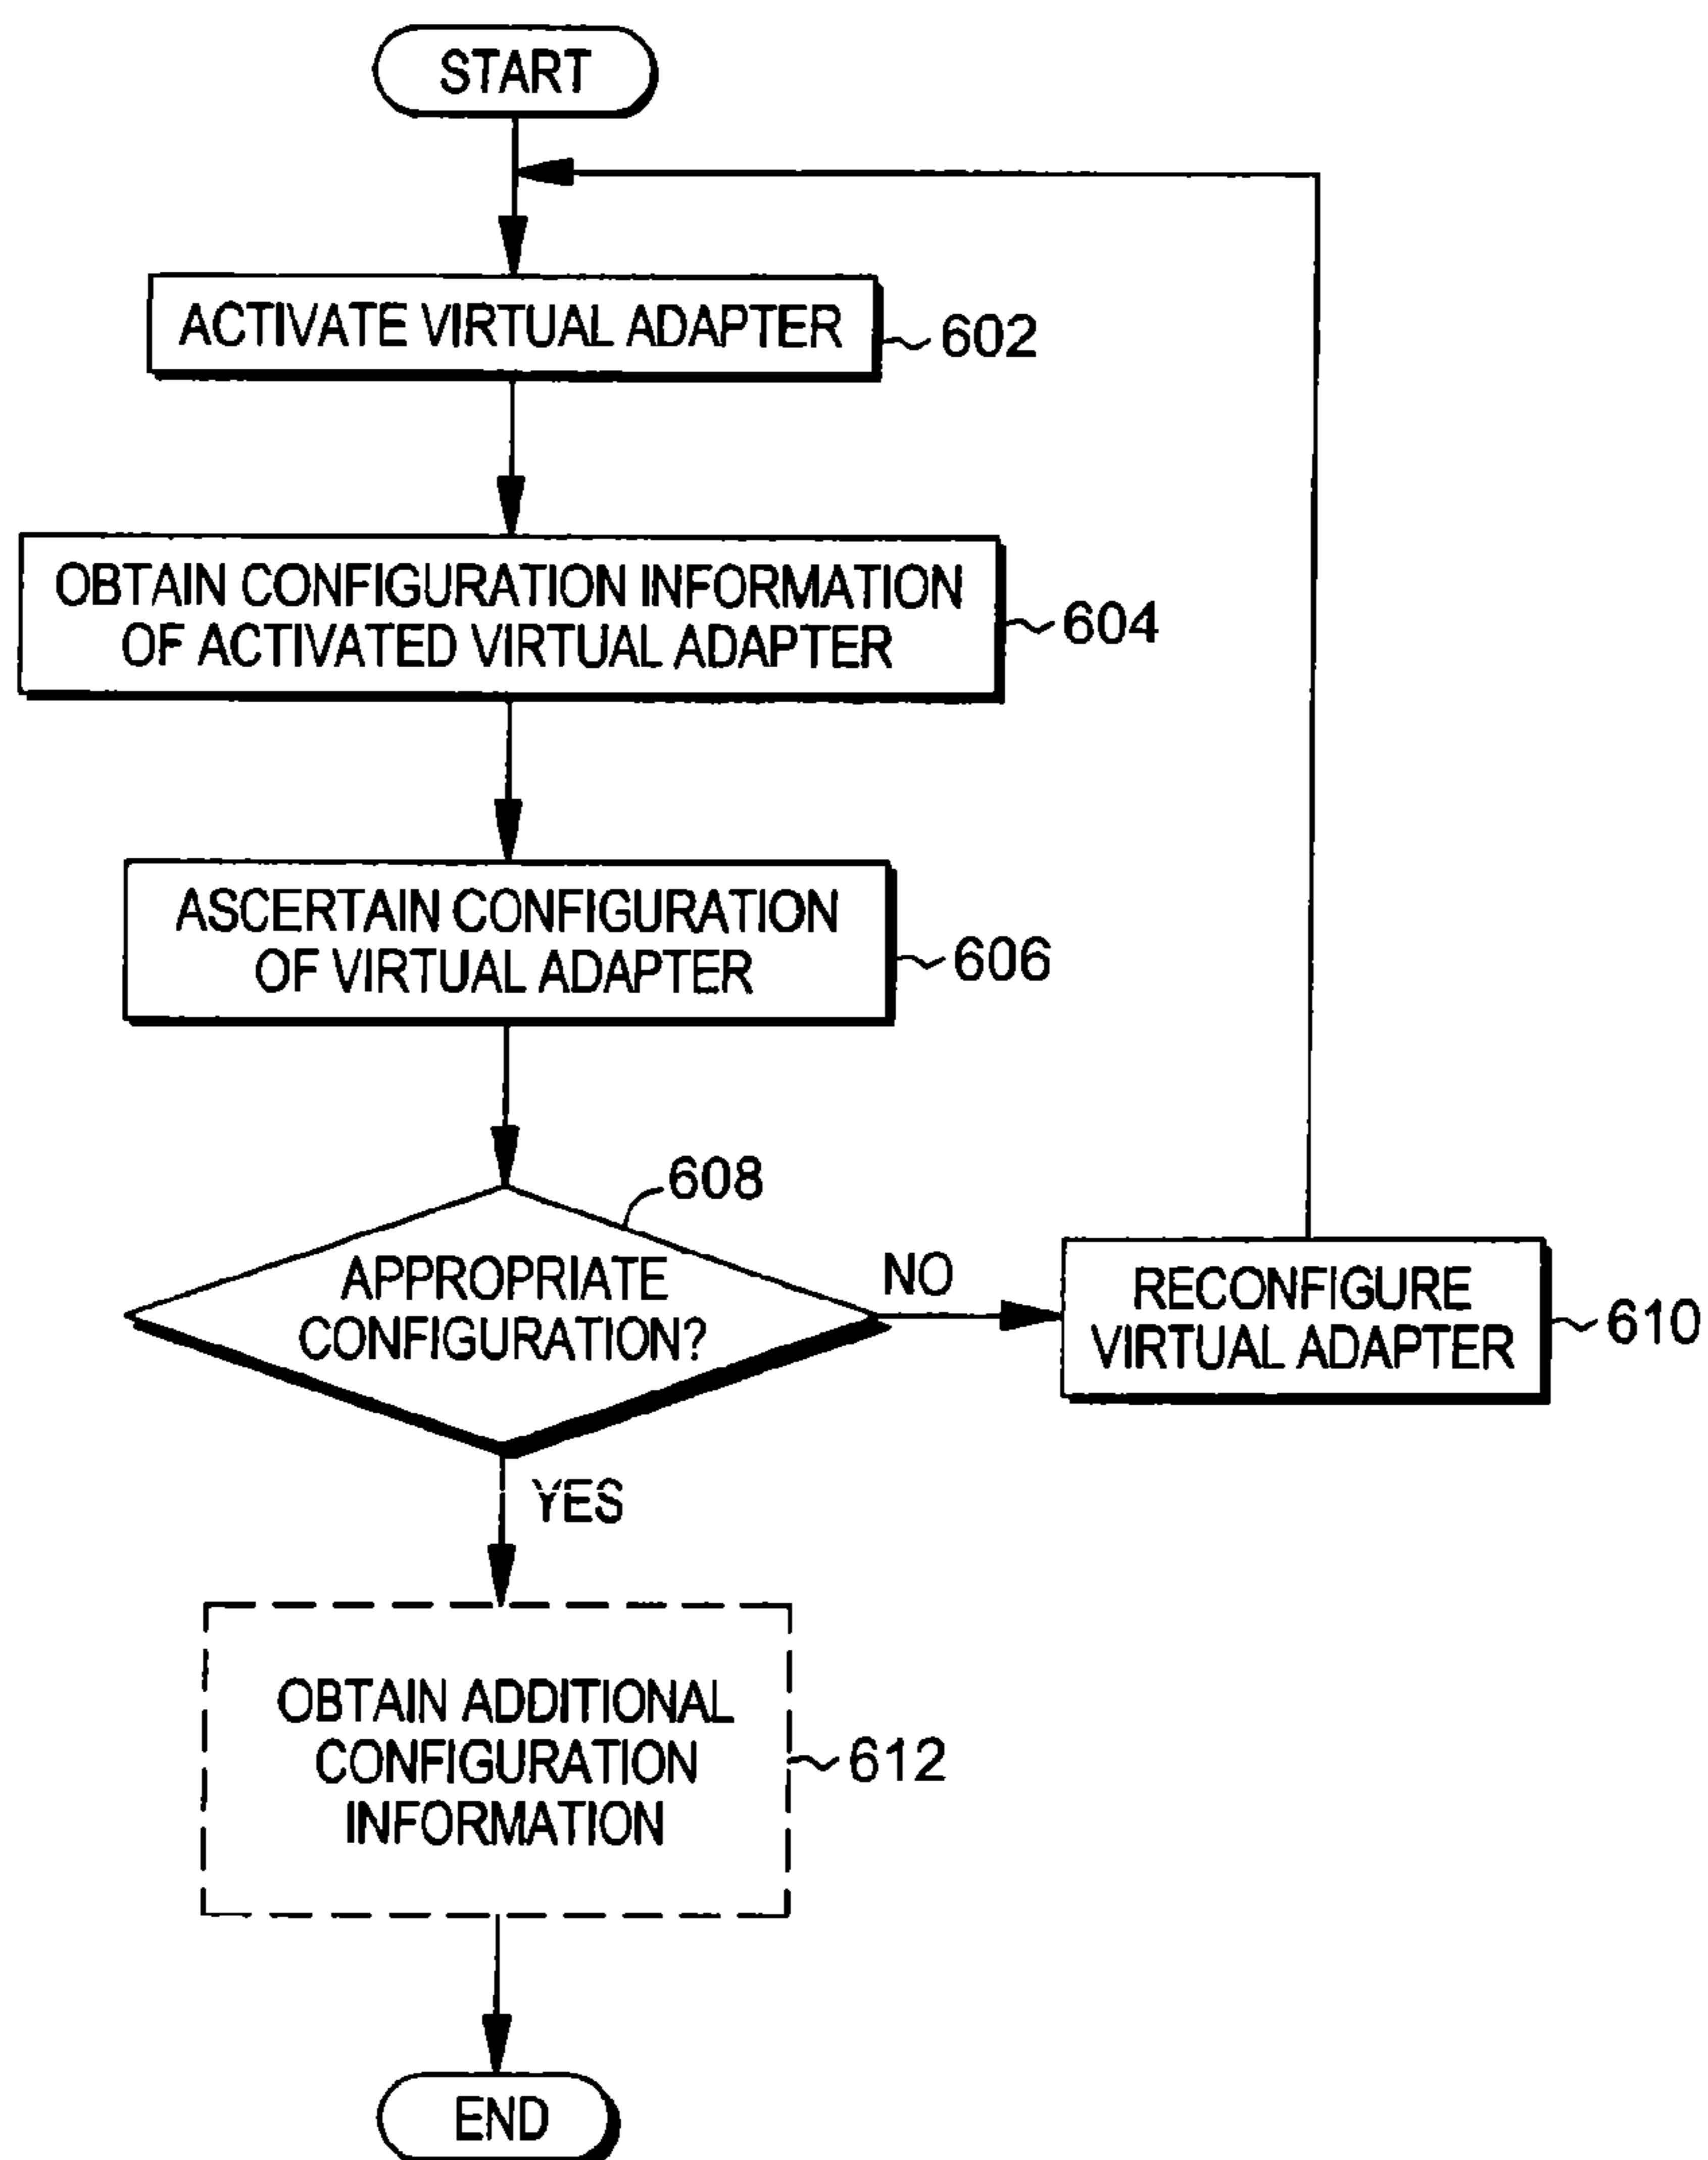 START
ACTIVATE VIRTUAL ADAPTER
602
OBTAIN CONFIGURATION INFORMATION
OF ACTIVATED VIRTUAL ADAPTER
604
ASCERTAIN CONFIGURATION
OF VIRTUAL ADAPTER
606
608
APPROPRIATE
CONFIGURATION?
NO
RECONFIGURE
VIRTUAL ADAPTER
610
YES
OBTAIN ADDITIONAL
CONFIGURATION
INFORMATION
612
END